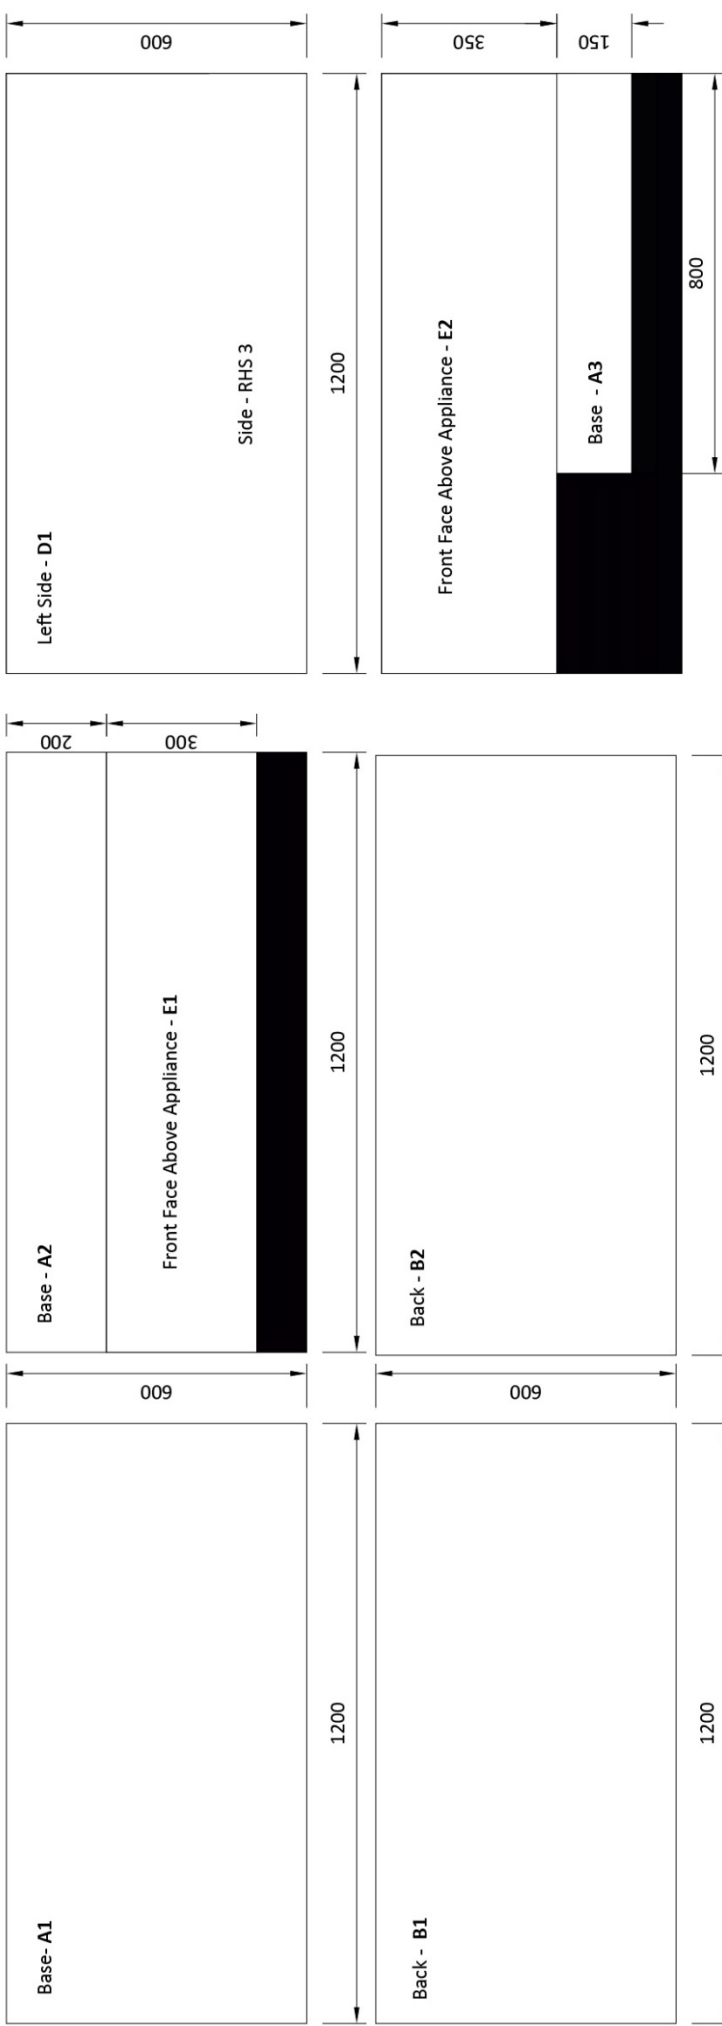 Base- A1
600
1200
Base - A2
200
Front Face Above Appliance - E1
300
1200
Left Side - D1
Side - RHS 3
600
1200
Back - B1
600
1200
Back - B2
1200
Front Face Above Appliance - E2
350
Base - A3
150
800